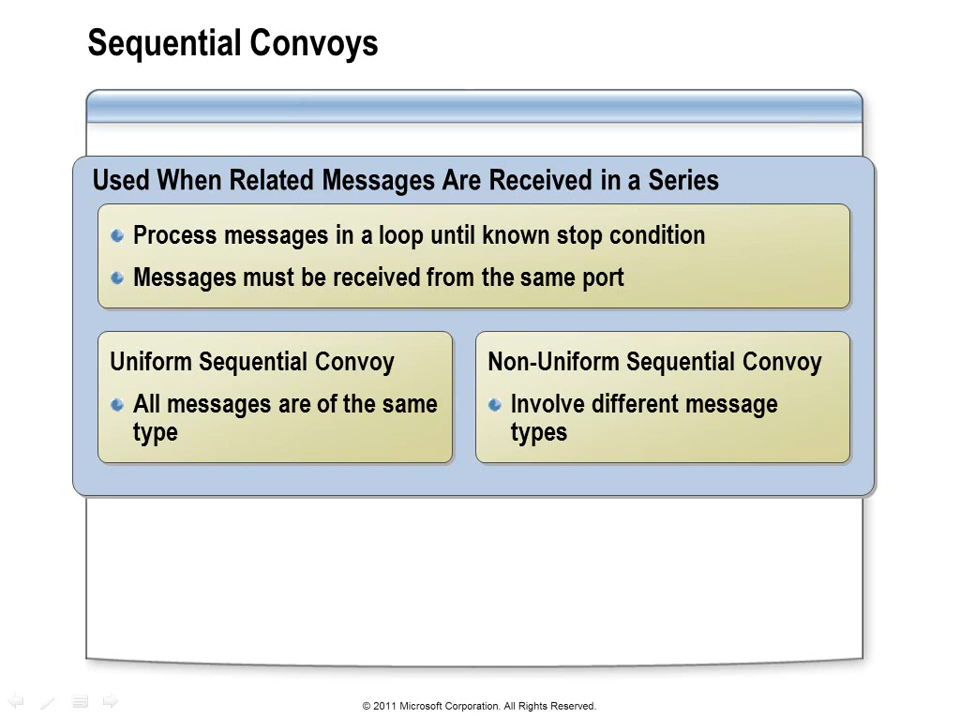 Sequential Convoys
Used When Related Messages Are Received in a Series
Process messages in a loop until known stop condition
Messages must be received from the same port
Uniform Sequential Convoy
All messages are of the same
type
Non-Uniform Sequential Convoy
Involve different message
types
© 2011 Microsoft Corporation. All Rights Reserved.